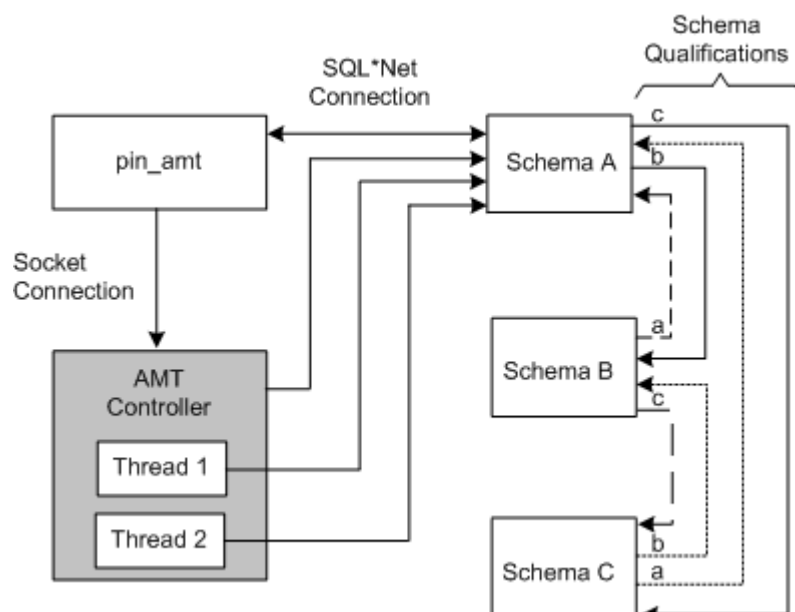 Schema
Qualifications
SQL*Net
Connection
c
pin_amt
Schema A
b
Socket
Connection
a
AMT
Controller
Schema B
c
Thread 1
Thread 2
b
Schema C
a